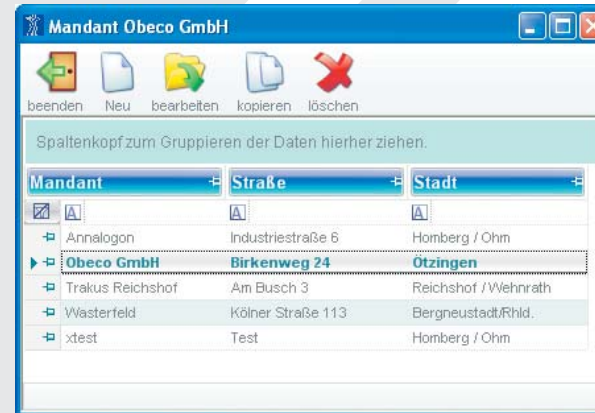 Mandant Obeco GmbH
beenden Neu bearbeiten kopieren löschen
Spaltenkopf zum Gruppieren der Daten hierher ziehen.
Mandant Straße Stadt
A A A
Annalogon Industriestraße 6 Homberg / Ohm
Obeco GmbH Birkenweg 24 Ötzingen
Trakus Reichshof Am Busch 3 Reichshof / Wehnrath
Wasterfeld Kölner Straße 113 Bergneustadt/Rhld.
xtest Test Homberg / Ohm